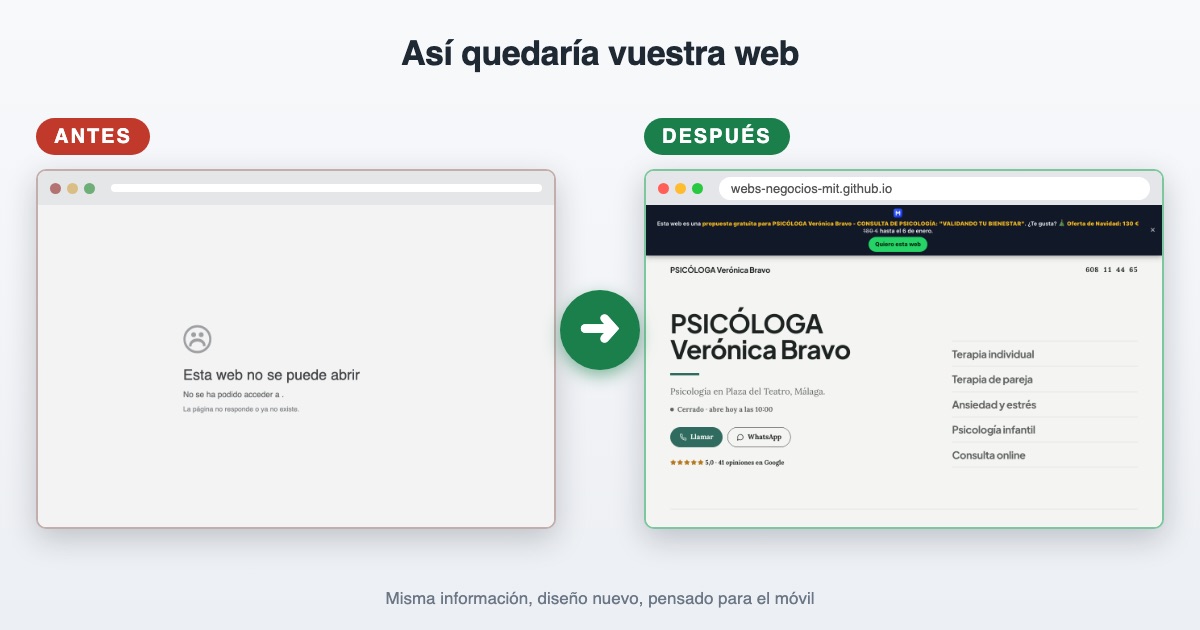 Así quedaría vuestra web
ANTES
DESPUÉS
Esta web no se puede abrir
No se ha podido acceder a .
La página no responde o ya no existe.
webs-negocios-mit.github.io
M
Esta web es una propuesta gratuita para PSICÓLOGA Verónica Bravo - CONSULTA DE PSICOLOGÍA: "VALIDANDO TU BIENESTAR". ¿Te gusta? 🎄 Oferta de Navidad: 130 €
180 € hasta el 6 de enero.
×
Quiero esta web
PSICÓLOGA Verónica Bravo
608 11 44 65
PSICÓLOGA
Verónica Bravo
Psicología en Plaza del Teatro, Málaga.
Cerrado · abre hoy a las 10:00
Llamar
WhatsApp
★★★★★ 5,0 · 41 opiniones en Google
Terapia individual
Terapia de pareja
Ansiedad y estrés
Psicología infantil
Consulta online
Misma información, diseño nuevo, pensado para el móvil